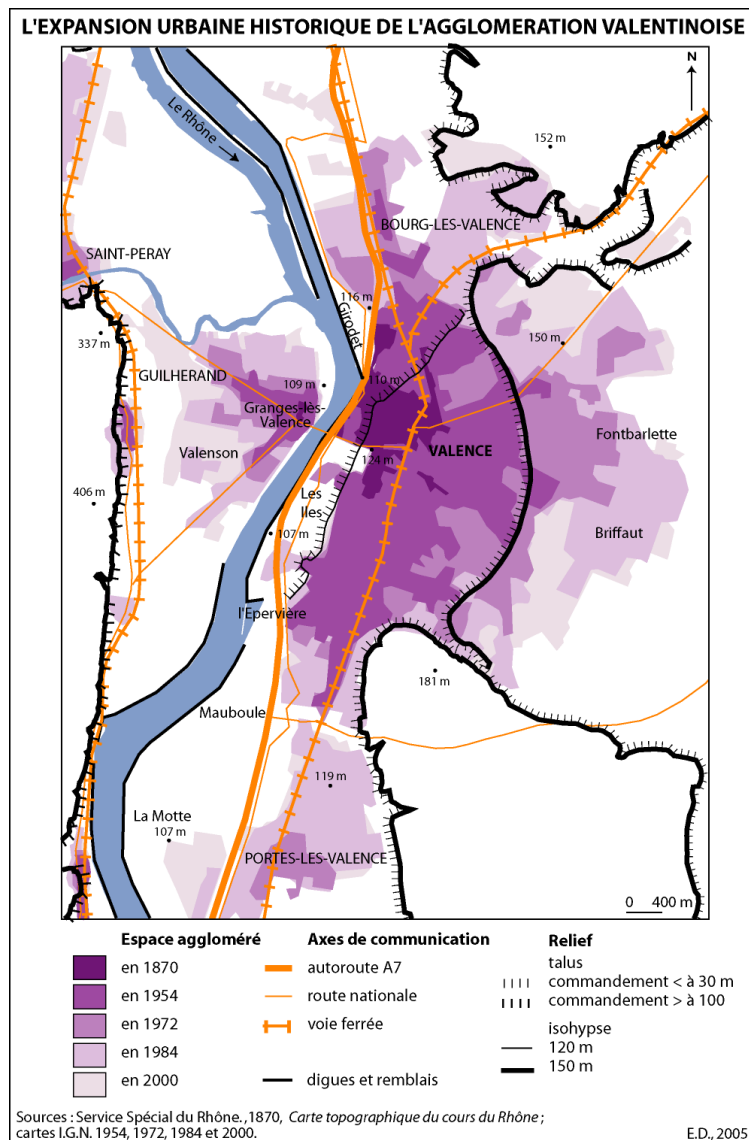 L'EXPANSION URBAINE HISTORIQUE DE L'AGGLOMERATION VALENTINOISE
N
Le Rhône
152 m
BOURG-LES-VALENCE
SAINT-PERAY
116 m
Girodet
337 m
150 m
GUILHERAND
109 m
110 m
Granges-lès-
Valence
Fontbarlette
Valenson
VALENCE
124 m
406 m
Les
Iles
107 m
Briffaut
l'Epervière
181 m
Mauboule
119 m
La Motte
107 m
PORTES-LES-VALENCE
0 400 m
Espace aggloméré
en 1870
en 1954
en 1972
en 1984
en 2000
Axes de communication
autoroute A7
route nationale
voie ferrée
digues et remblais
Relief
talus
commandement < à 30 m
commandement > à 100
isohypse
120 m
150 m
Sources : Service Spécial du Rhône.,1870, Carte topographique du cours du Rhône ;
cartes I.G.N. 1954, 1972, 1984 et 2000.
E.D., 2005